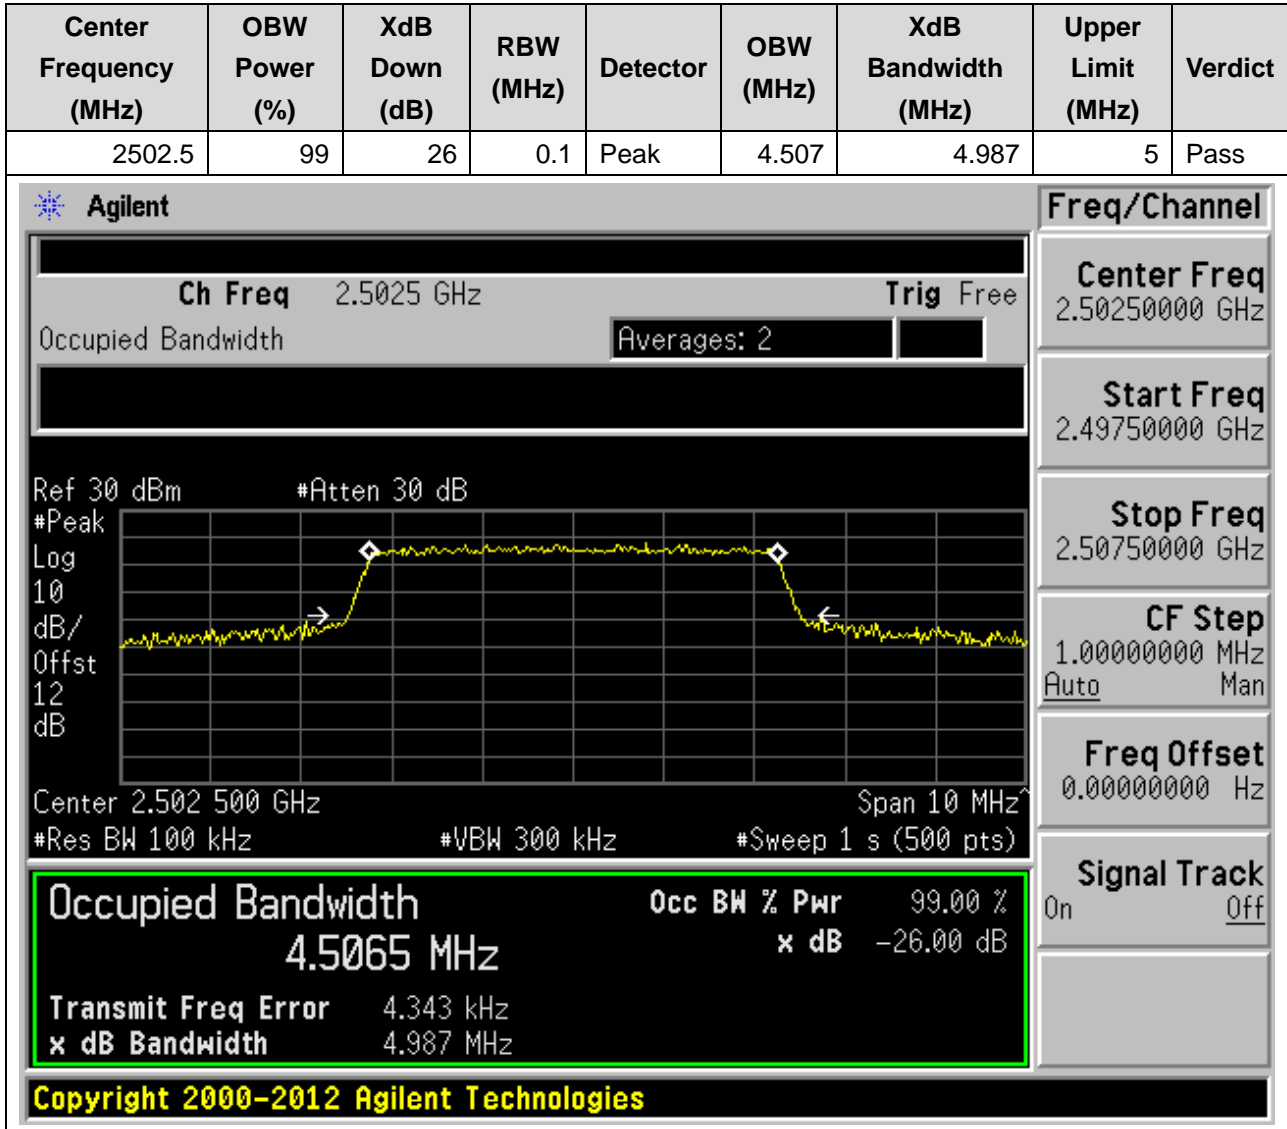 Center Frequency (MHz) OBW Power (%) XdB Down (dB) RBW (MHz) Detector OBW (MHz) XdB Bandwidth (MHz) Upper Limit (MHz) Verdict
2502.5 99 26 0.1 Peak 4.507 4.987 5 Pass
Agilent
Freq/Channel
Ch Freq 2.5025 GHz Trig Free
Occupied Bandwidth Averages: 2
Center Freq
2.50250000 GHz
Start Freq
2.49750000 GHz
Stop Freq
2.50750000 GHz
CF Step
1.00000000 MHz
Auto Man
Freq Offset
0.00000000 Hz
Signal Track
On Off
Ref 30 dBm #Atten 30 dB
#Peak
Log
10
dB/
Offst
12
dB
Center 2.502 500 GHz Span 10 MHz^
#Res BW 100 kHz #VBW 300 kHz #Sweep 1 s (500 pts)
Occupied Bandwidth Occ BW % Pwr 99.00 %
4.5065 MHz x dB -26.00 dB
Transmit Freq Error 4.343 kHz
x dB Bandwidth 4.987 MHz
Copyright 2000-2012 Agilent Technologies